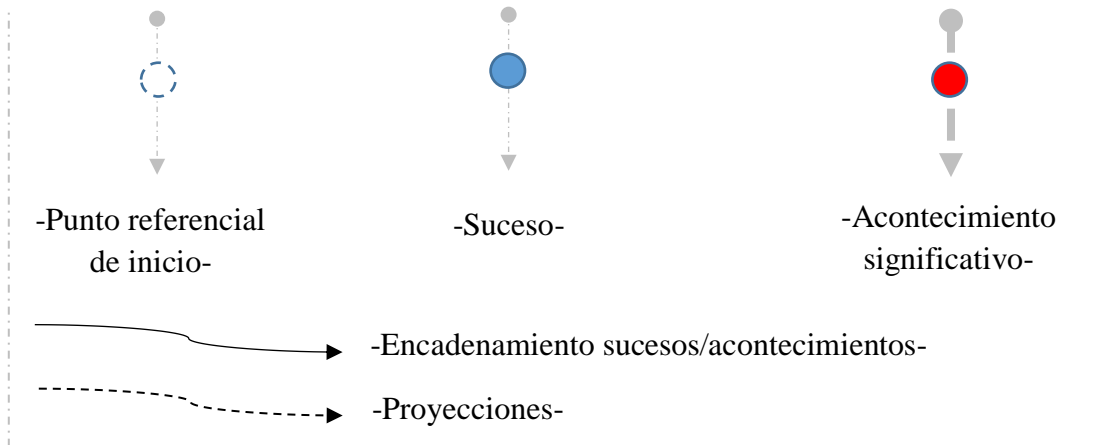 -Punto referencial
de inicio-
-Suceso-
-Acontecimiento
significativo-
-Encadenamiento sucesos/acontecimientos-
-Proyecciones-